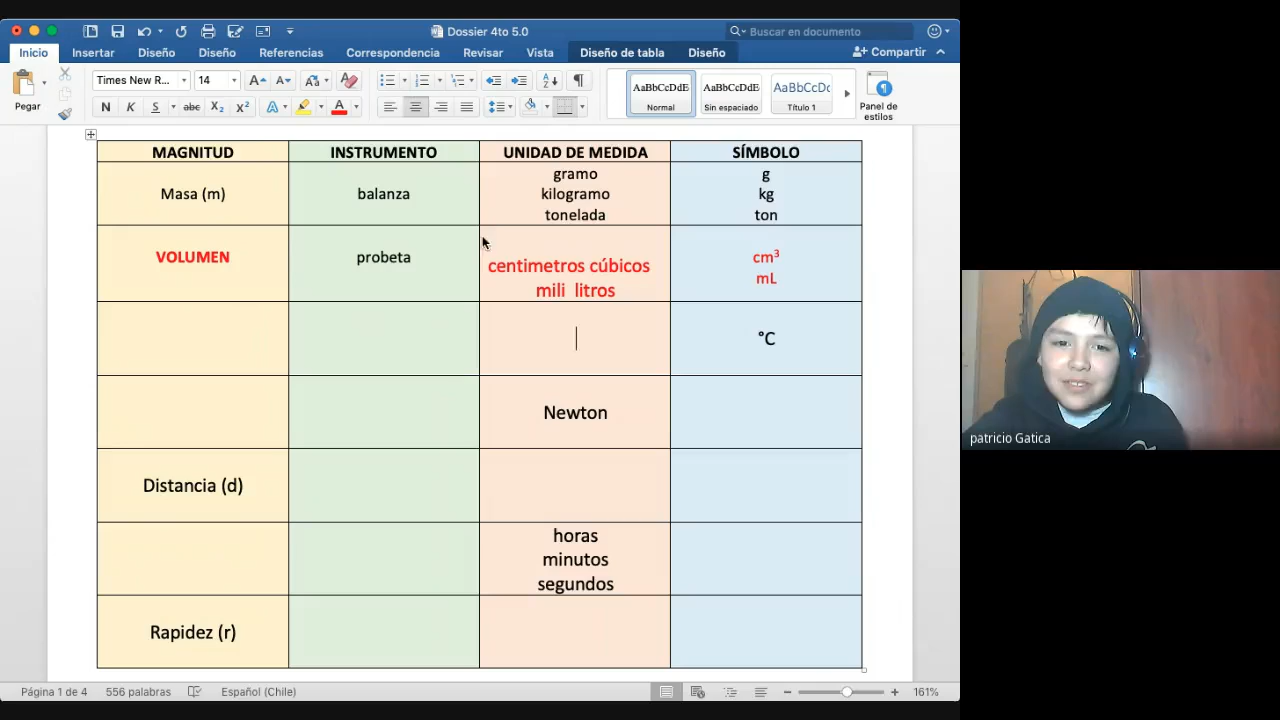 Dossier 4to 5.0
Buscar en documento
Inicio Insertar Diseño Diseño Referencias Correspondencia Revisar Vista Diseño de tabla Diseño Compartir
Pegar
Times New R... 14
N K S abc X2 X2
AaBbCcDdE AaBbCcDdE AaBbCcDc
Normal Sin espaciado Título 1
Panel de estilos
MAGNITUD INSTRUMENTO UNIDAD DE MEDIDA SÍMBOLO
Masa (m) balanza gramo kilogramo tonelada g kg ton
VOLUMEN probeta centimetros cúbicos mili litros cm³ mL
°C
Newton
Distancia (d)
horas
minutos
segundos
Rapidez (r)
patricio Gatica
Página 1 de 4 556 palabras Español (Chile) 161%